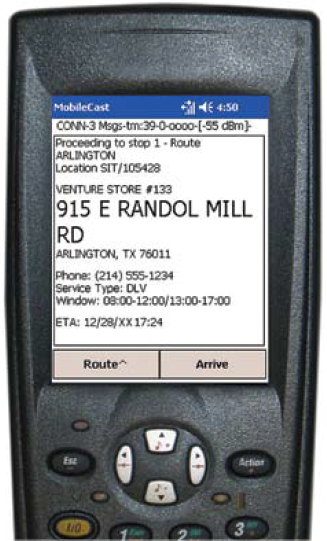 MobileCast 4:50
CONN-3 Msgs-tm:39-0-oooo-[-55 dBm]-
Proceeding to stop 1 - Route
ARLINGTON
Location SIT/105428
VENTURE STORE #133
915 E RANDOL MILL
RD
ARLINGTON, TX 76011
Phone: (214) 555-1234
Service Type: DLV
Window: 08:00-12:00/13:00-17:00
ETA: 12/28/XX 17:24
Route^ Arrive
Esc Action
I/O 1 2 3